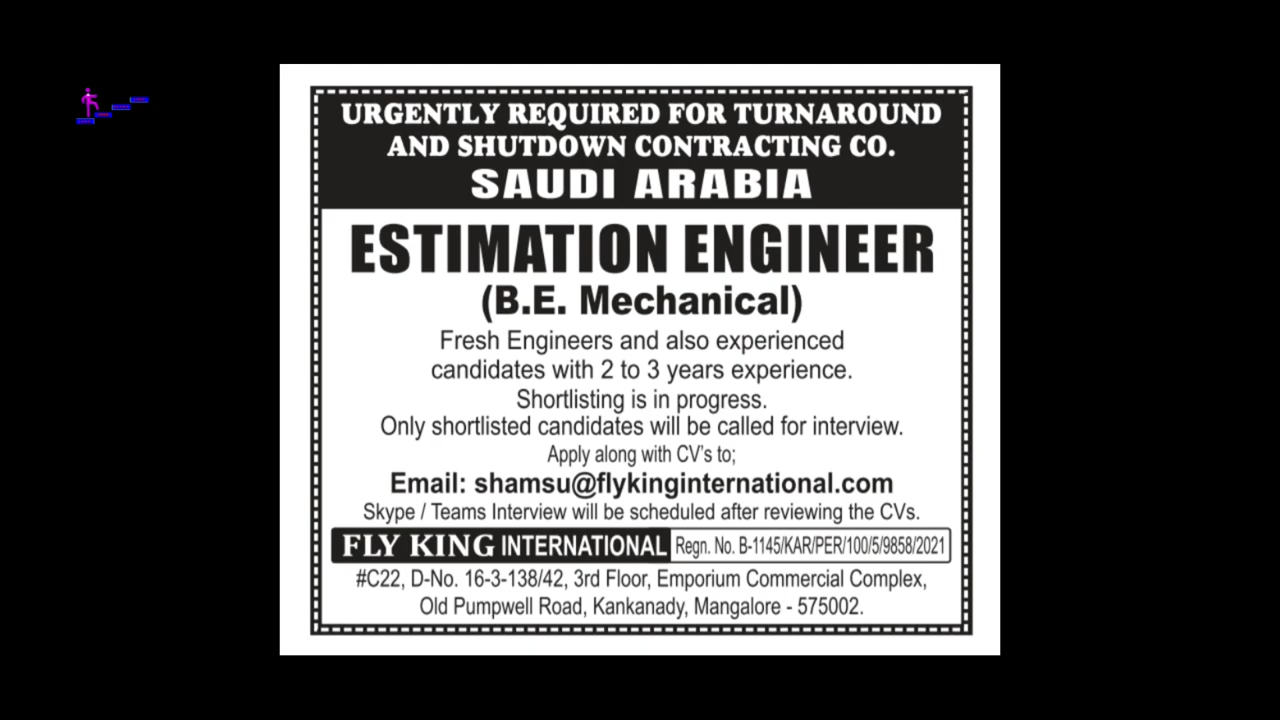 URGENTLY REQUIRED FOR TURNAROUND
AND SHUTDOWN CONTRACTING CO.
SAUDI ARABIA
ESTIMATION ENGINEER
(B.E. Mechanical)
Fresh Engineers and also experienced
candidates with 2 to 3 years experience.
Shortlisting is in progress.
Only shortlisted candidates will be called for interview.
Apply along with CV's to;
Email: shamsu@flykinginternational.com
Skype / Teams Interview will be scheduled after reviewing the CVs.
FLY KING INTERNATIONAL Regn. No. B-1145/KAR/PER/100/5/9858/2021
#C22, D-No. 16-3-138/42, 3rd Floor, Emporium Commercial Complex,
Old Pumpwell Road, Kankanady, Mangalore - 575002.